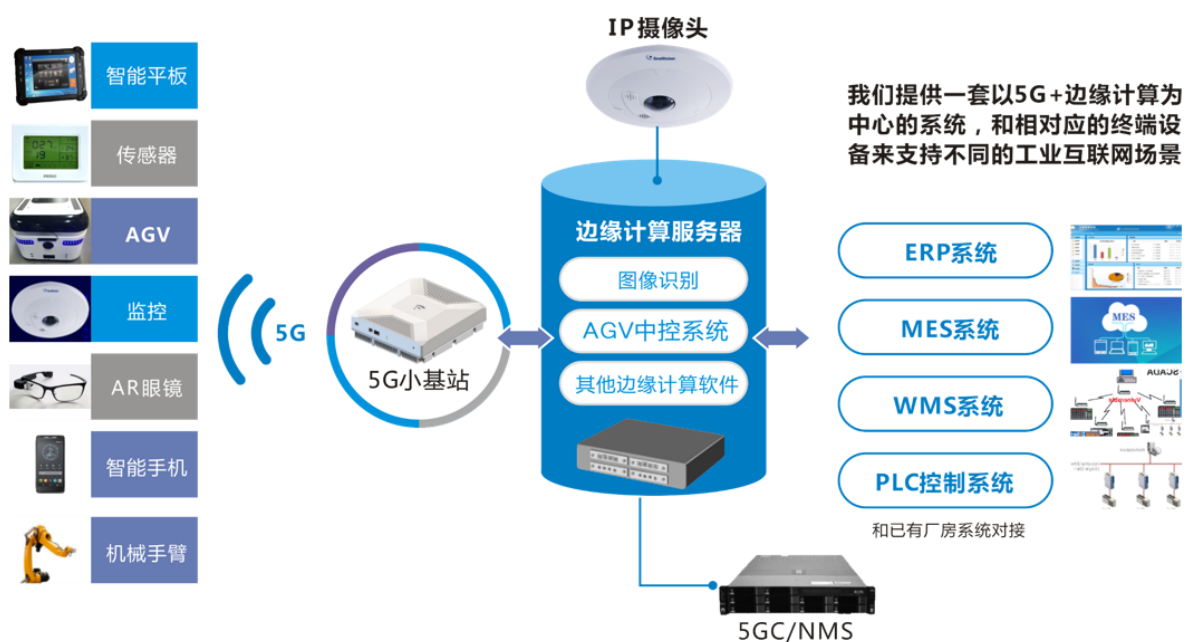 IP摄像头
智能平板
传感器
AGV
监控
AR眼镜
智能手机
机械手臂
5G
5G小基站
边缘计算服务器
图像识别
AGV中控系统
其他边缘计算软件
5GC/NMS
我们提供一套以5G+边缘计算为
中心的系统，和相对应的终端设
备来支持不同的工业互联网场景
ERP系统
MES系统
WMS系统
PLC控制系统
和已有厂房系统对接
MES